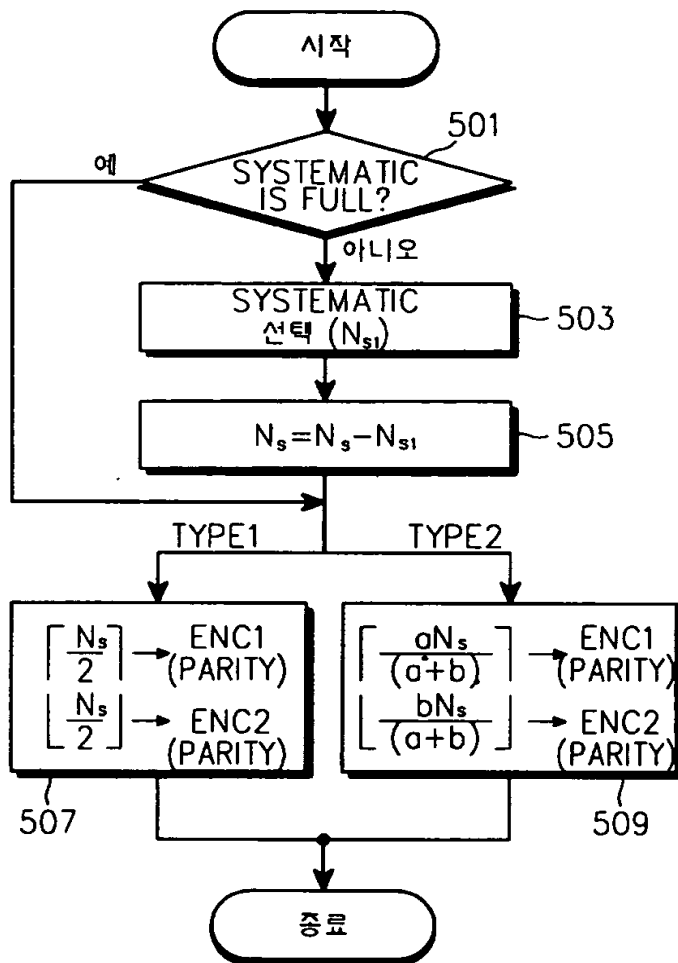 시작
501
예
SYSTEMATIC
IS FULL?
아니오
SYSTEMATIC
선택 (Ns1)
503
Ns=Ns-Ns1
505
TYPE1
TYPE2
⌈Ns/2⌉ → ENC1
(PARITY)
⌊Ns/2⌋ → ENC2
(PARITY)
507
⌈aNs/(a+b)⌉ → ENC1
(PARITY)
⌊bNs/(a+b)⌋ → ENC2
(PARITY)
509
종료